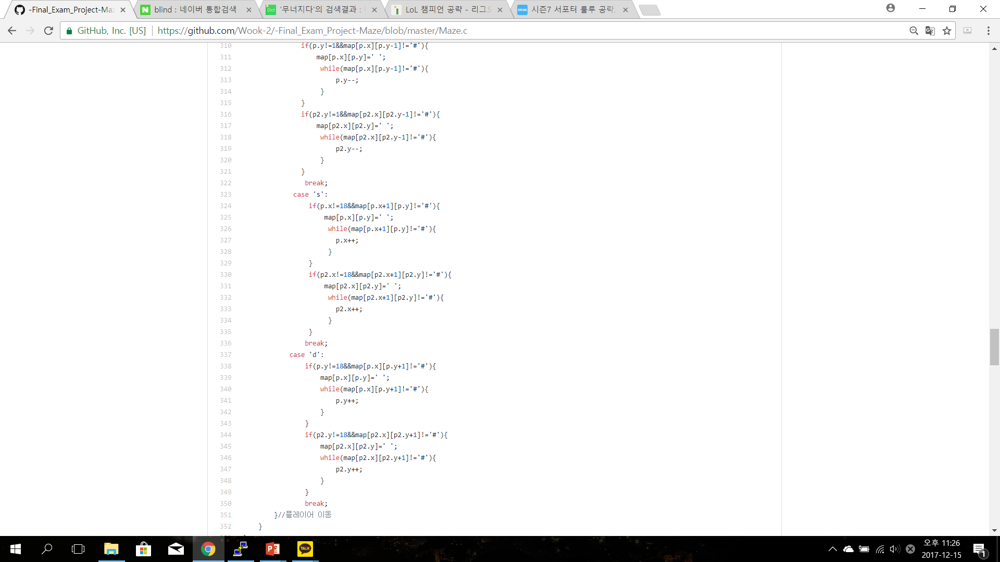 -Final_Exam_Project-Maz
blind : 네이버 통합검색
'무너지다'의 검색결과 :
LoL 챔피언 공략 - 리그오
시즌7 서포터 룰루 공략,
GitHub, Inc. [US]
https://github.com/Wook-2/-Final_Exam_Project-Maze/blob/master/Maze.c
310 if(p.y!=1&&map[p.x][p.y-1]!='#'){
311 map[p.x][p.y]=' ';
312 while(map[p.x][p.y-1]!='#'){
313 p.y--;
314 }
315 }
316 if(p2.y!=1&&map[p2.x][p2.y-1]!='#'){
317 map[p2.x][p2.y]=' ';
318 while(map[p2.x][p2.y-1]!='#'){
319 p2.y--;
320 }
321 }
322 break;
323 case 's':
324 if(p.x!=18&&map[p.x+1][p.y]!='#'){
325 map[p.x][p.y]=' ';
326 while(map[p.x+1][p.y]!='#'){
327 p.x++;
328 }
329 }
330 if(p2.x!=18&&map[p2.x+1][p2.y]!='#'){
331 map[p2.x][p2.y]=' ';
332 while(map[p2.x+1][p2.y]!='#'){
333 p2.x++;
334 }
335 }
336 break;
337 case 'd':
338 if(p.y!=18&&map[p.x][p.y+1]!='#'){
339 map[p.x][p.y]=' ';
340 while(map[p.x][p.y+1]!='#'){
341 p.y++;
342 }
343 }
344 if(p2.y!=18&&map[p2.x][p2.y+1]!='#'){
345 map[p2.x][p2.y]=' ';
346 while(map[p2.x][p2.y+1]!='#'){
347 p2.y++;
348 }
349 }
350 break;
351 }//플레이어 이동
352 }
TALK
오후 11:26
2017-12-15
1